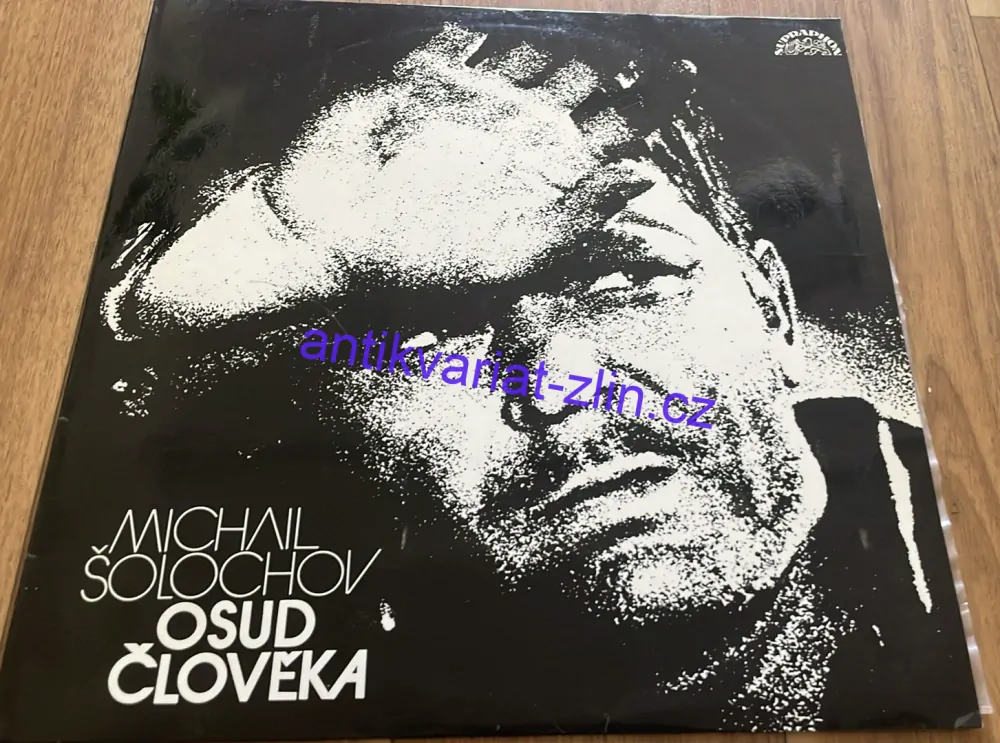 SUPRAPHON
antikvariat-zlin.cz
MICHAIL
ŠOLOCHOV
OSUD
ČLOVĚKA